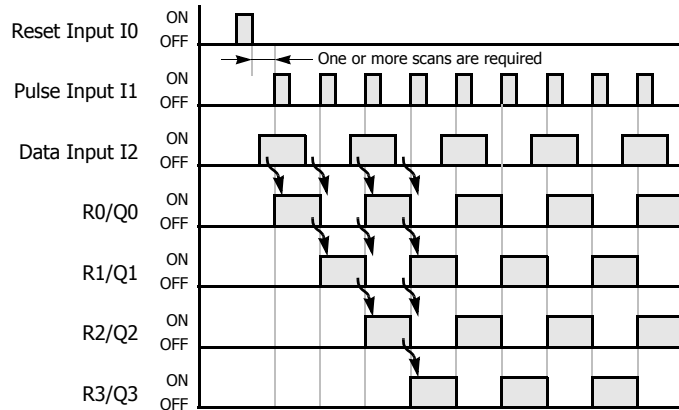 Reset Input I0
ON
OFF
One or more scans are required
Pulse Input I1
ON
OFF
Data Input I2
ON
OFF
R0/Q0
ON
OFF
R1/Q1
ON
OFF
R2/Q2
ON
OFF
R3/Q3
ON
OFF